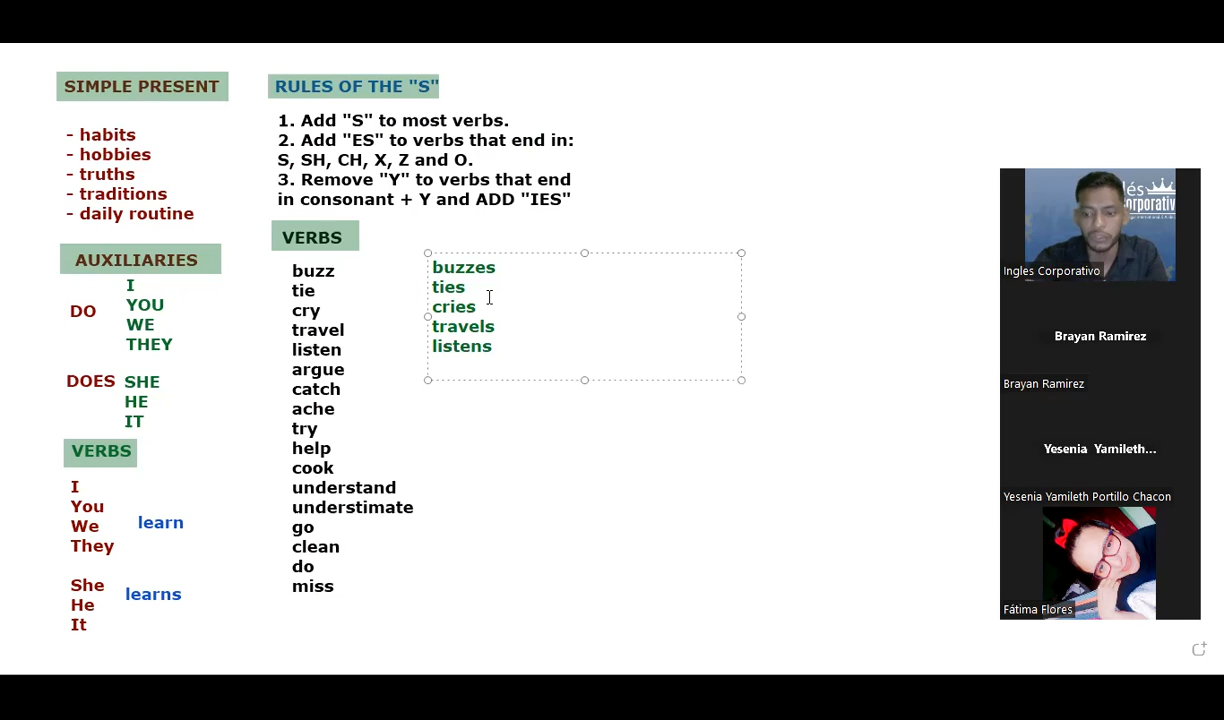 SIMPLE PRESENT
- habits
- hobbies
- truths
- traditions
- daily routine
AUXILIARIES
DO
I
YOU
WE
THEY
DOES
SHE
HE
IT
VERBS
I
You
We
They
learn
She
He
It
learns
RULES OF THE "S"
1. Add "S" to most verbs.
2. Add "ES" to verbs that end in:
S, SH, CH, X, Z and O.
3. Remove "Y" to verbs that end
in consonant + Y and ADD "IES"
VERBS
buzz
tie
cry
travel
listen
argue
catch
ache
try
help
cook
understand
understimate
go
clean
do
miss
buzzes
ties
cries
travels
listens
Ingles Corporativo
Brayan Ramirez
Brayan Ramirez
Yesenia Yamileth...
Yesenia Yamileth Portillo Chacon
Fátima Flores